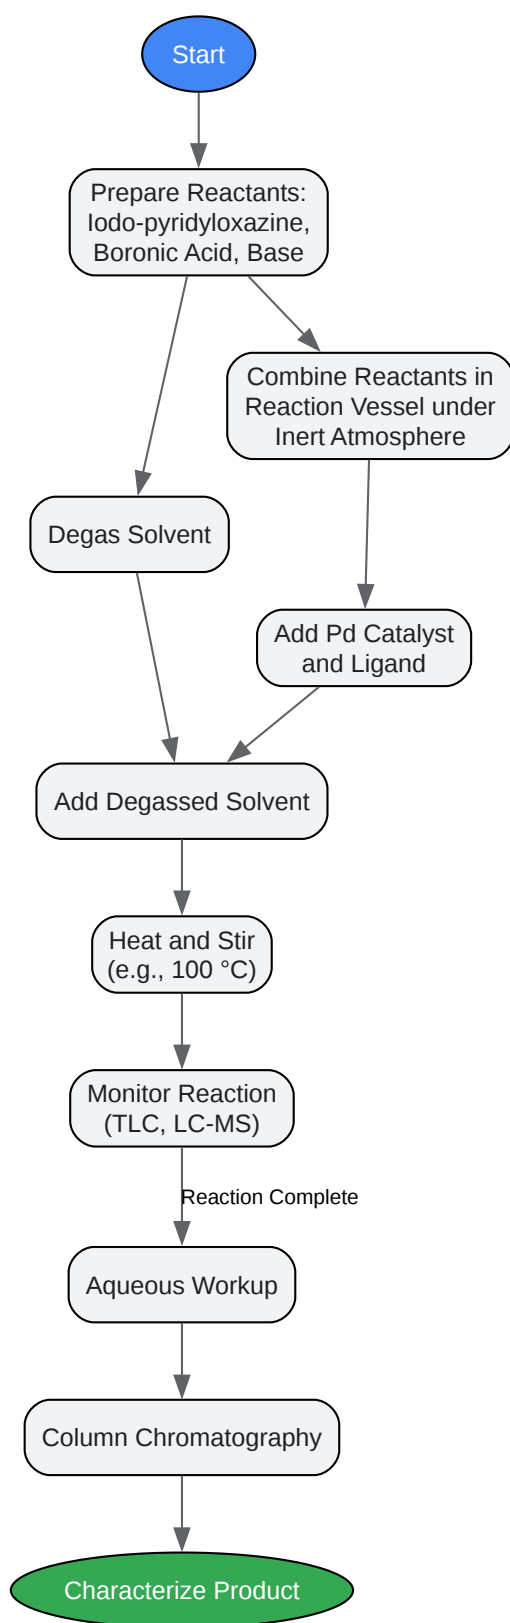 Start
Prepare Reactants:
Iodo-pyridyloxazine,
Boronic Acid, Base
Combine Reactants in
Reaction Vessel under
Inert Atmosphere
Degas Solvent
Add Pd Catalyst
and Ligand
Add Degassed Solvent
Heat and Stir
(e.g., 100 °C)
Monitor Reaction
(TLC, LC-MS)
Reaction Complete
Aqueous Workup
Column Chromatography
Characterize Product